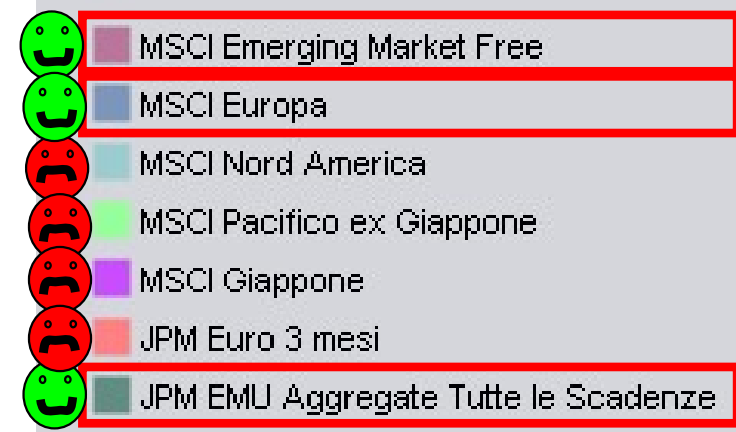 MSCI Emerging Market Free
MSCI Europa
MSCI Nord America
MSCI Pacifico ex Giappone
MSCI Giappone
JPM Euro 3 mesi
JPM EMU Aggregate Tutte le Scadenze